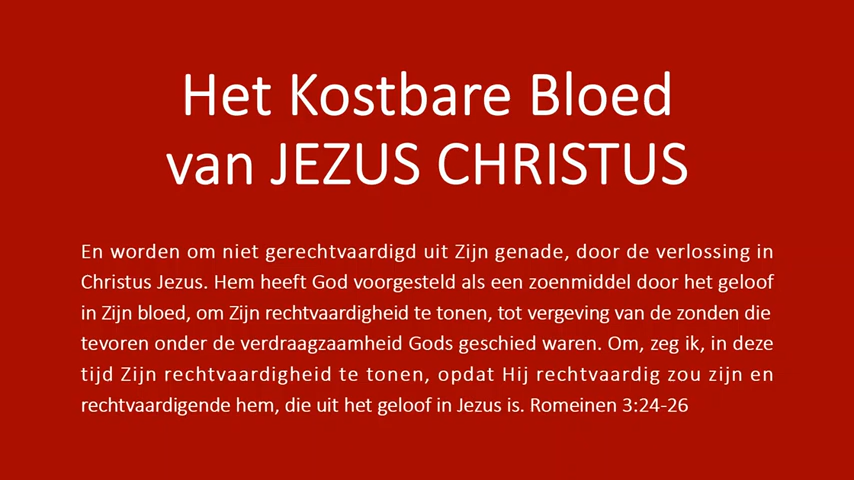 Het Kostbare Bloed
van JEZUS CHRISTUS
En worden om niet gerechtvaardigd uit Zijn genade, door de verlossing in
Christus Jezus. Hem heeft God voorgesteld als een zoenmiddel door het geloof
in Zijn bloed, om Zijn rechtvaardigheid te tonen, tot vergeving van de zonden die
tevoren onder de verdraagzaamheid Gods geschied waren. Om, zeg ik, in deze
tijd Zijn rechtvaardigheid te tonen, opdat Hij rechtvaardig zou zijn en
rechtvaardigende hem, die uit het geloof in Jezus is. Romeinen 3:24-26